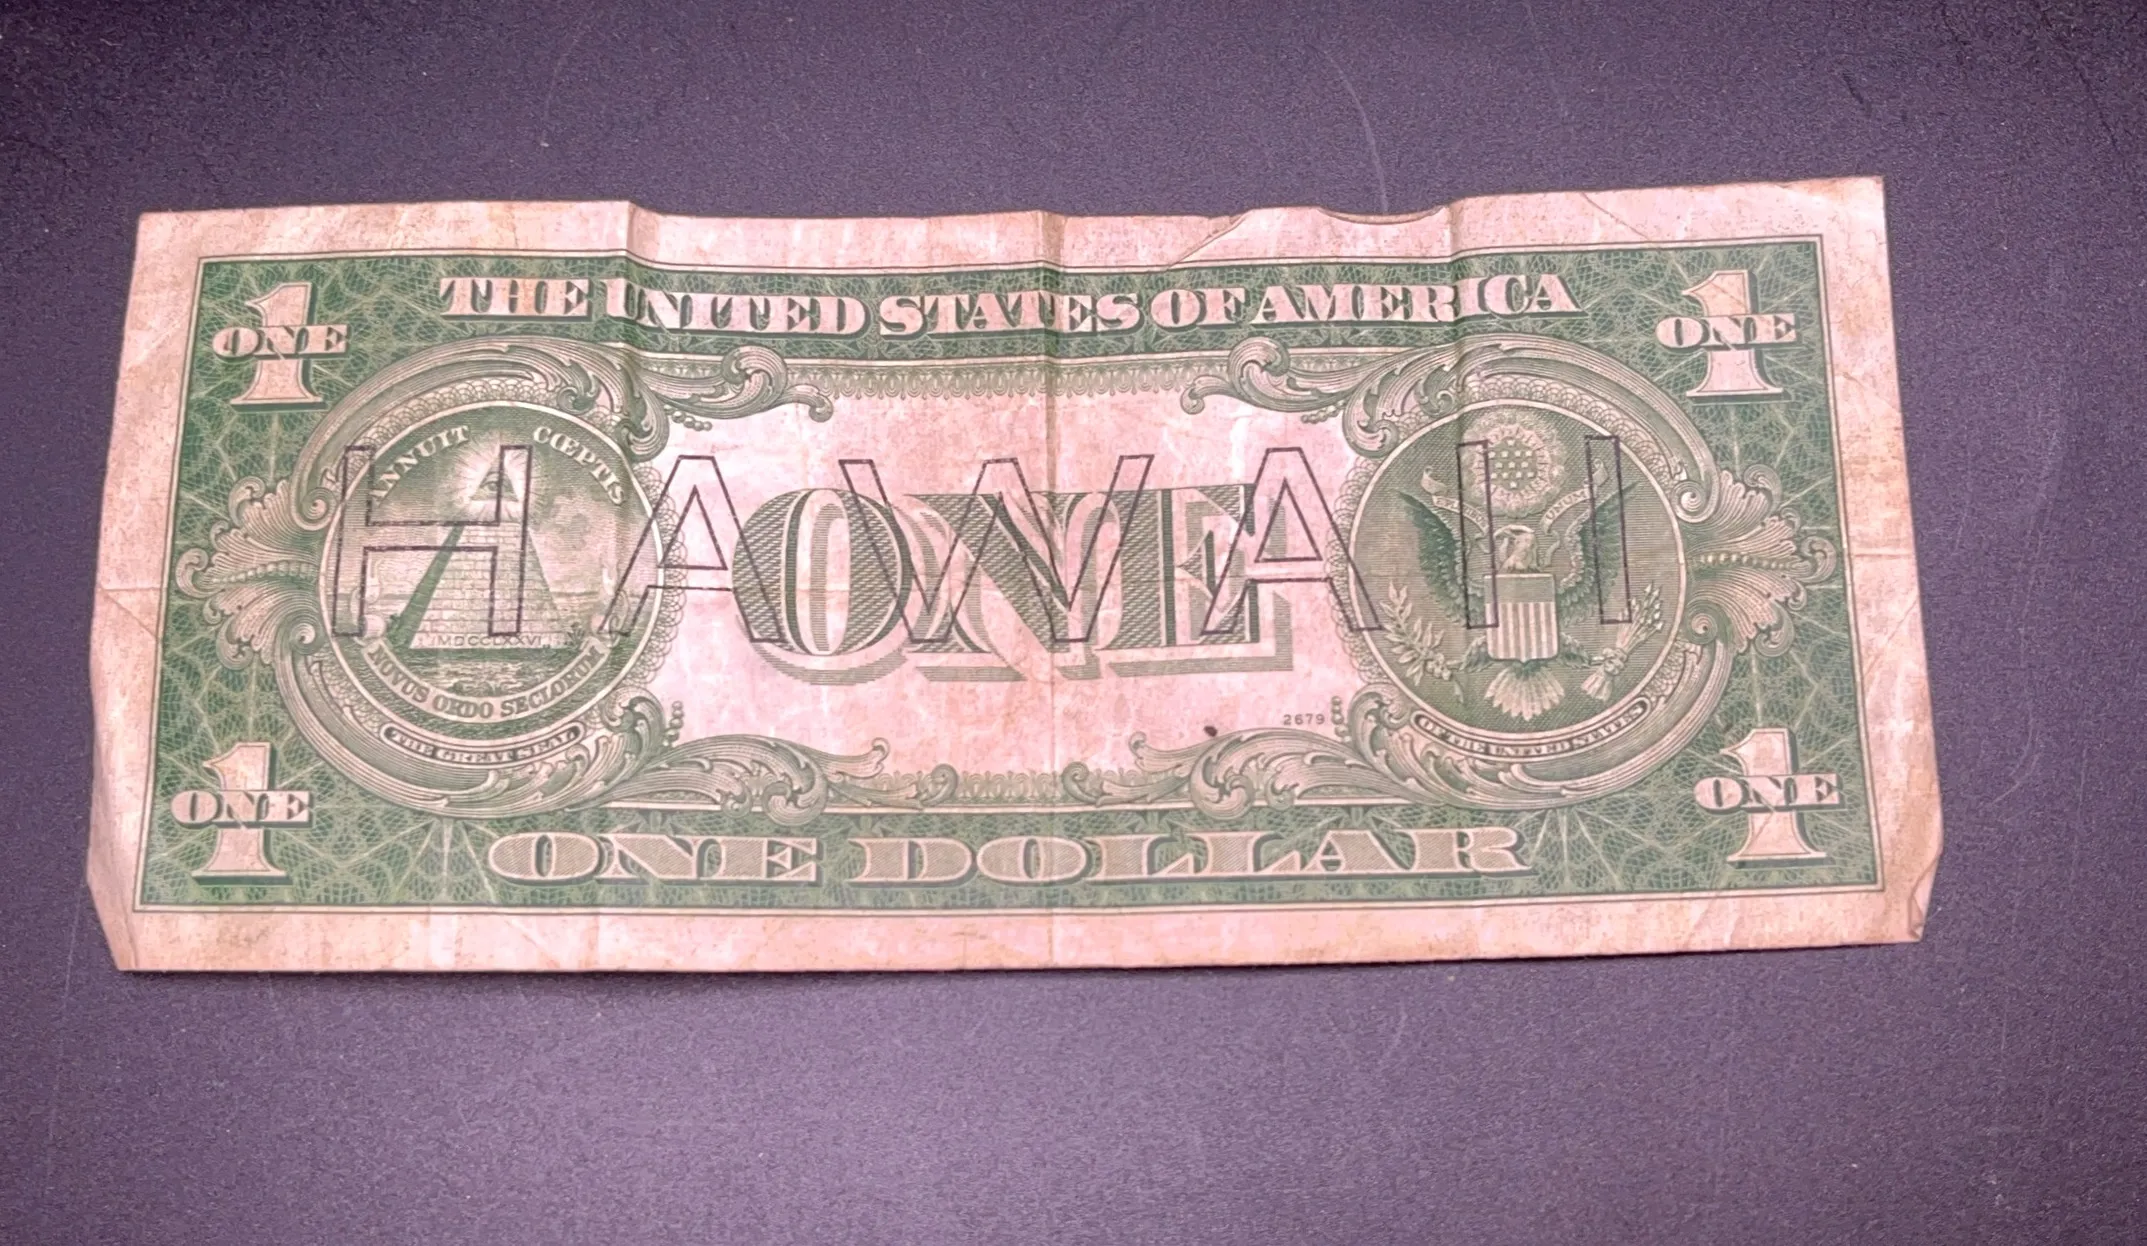 THE UNITED STATES OF AMERICA
1
ONE
1
ONE
ANNUIT CŒPTIS
HAWAII
ONE
MDCCLXXVI
NOVUS ORDO SECLORUM
THE GREAT SEAL
OF THE UNITED STATES
2679
1
ONE
1
ONE
ONE DOLLAR